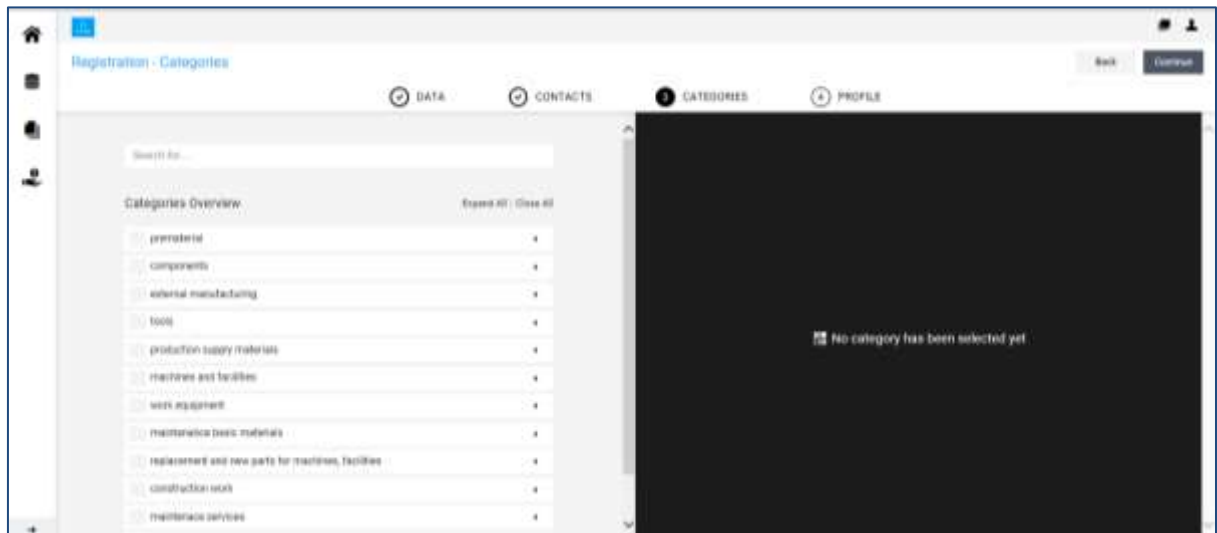 Registration - Categories
Back Continue
DATA CONTACTS 3 CATEGORIES 4 PROFILE
Search for...
Categories Overview Expand All | Close All
prematerial
components
external manufacturing
tools
production supply materials
machines and facilities
work equipment
maintenance basic materials
replacement and new parts for machines, facilities
construction work
maintenace services
No category has been selected yet